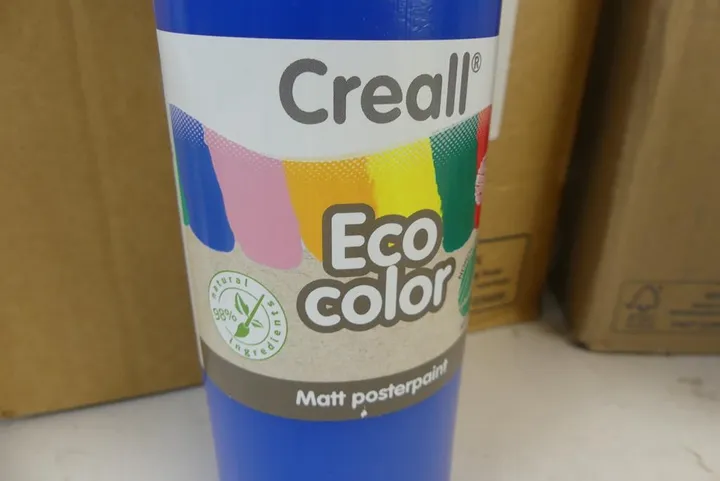 Creall®
Eco
color
natural
98%
ingredients
Matt posterpaint